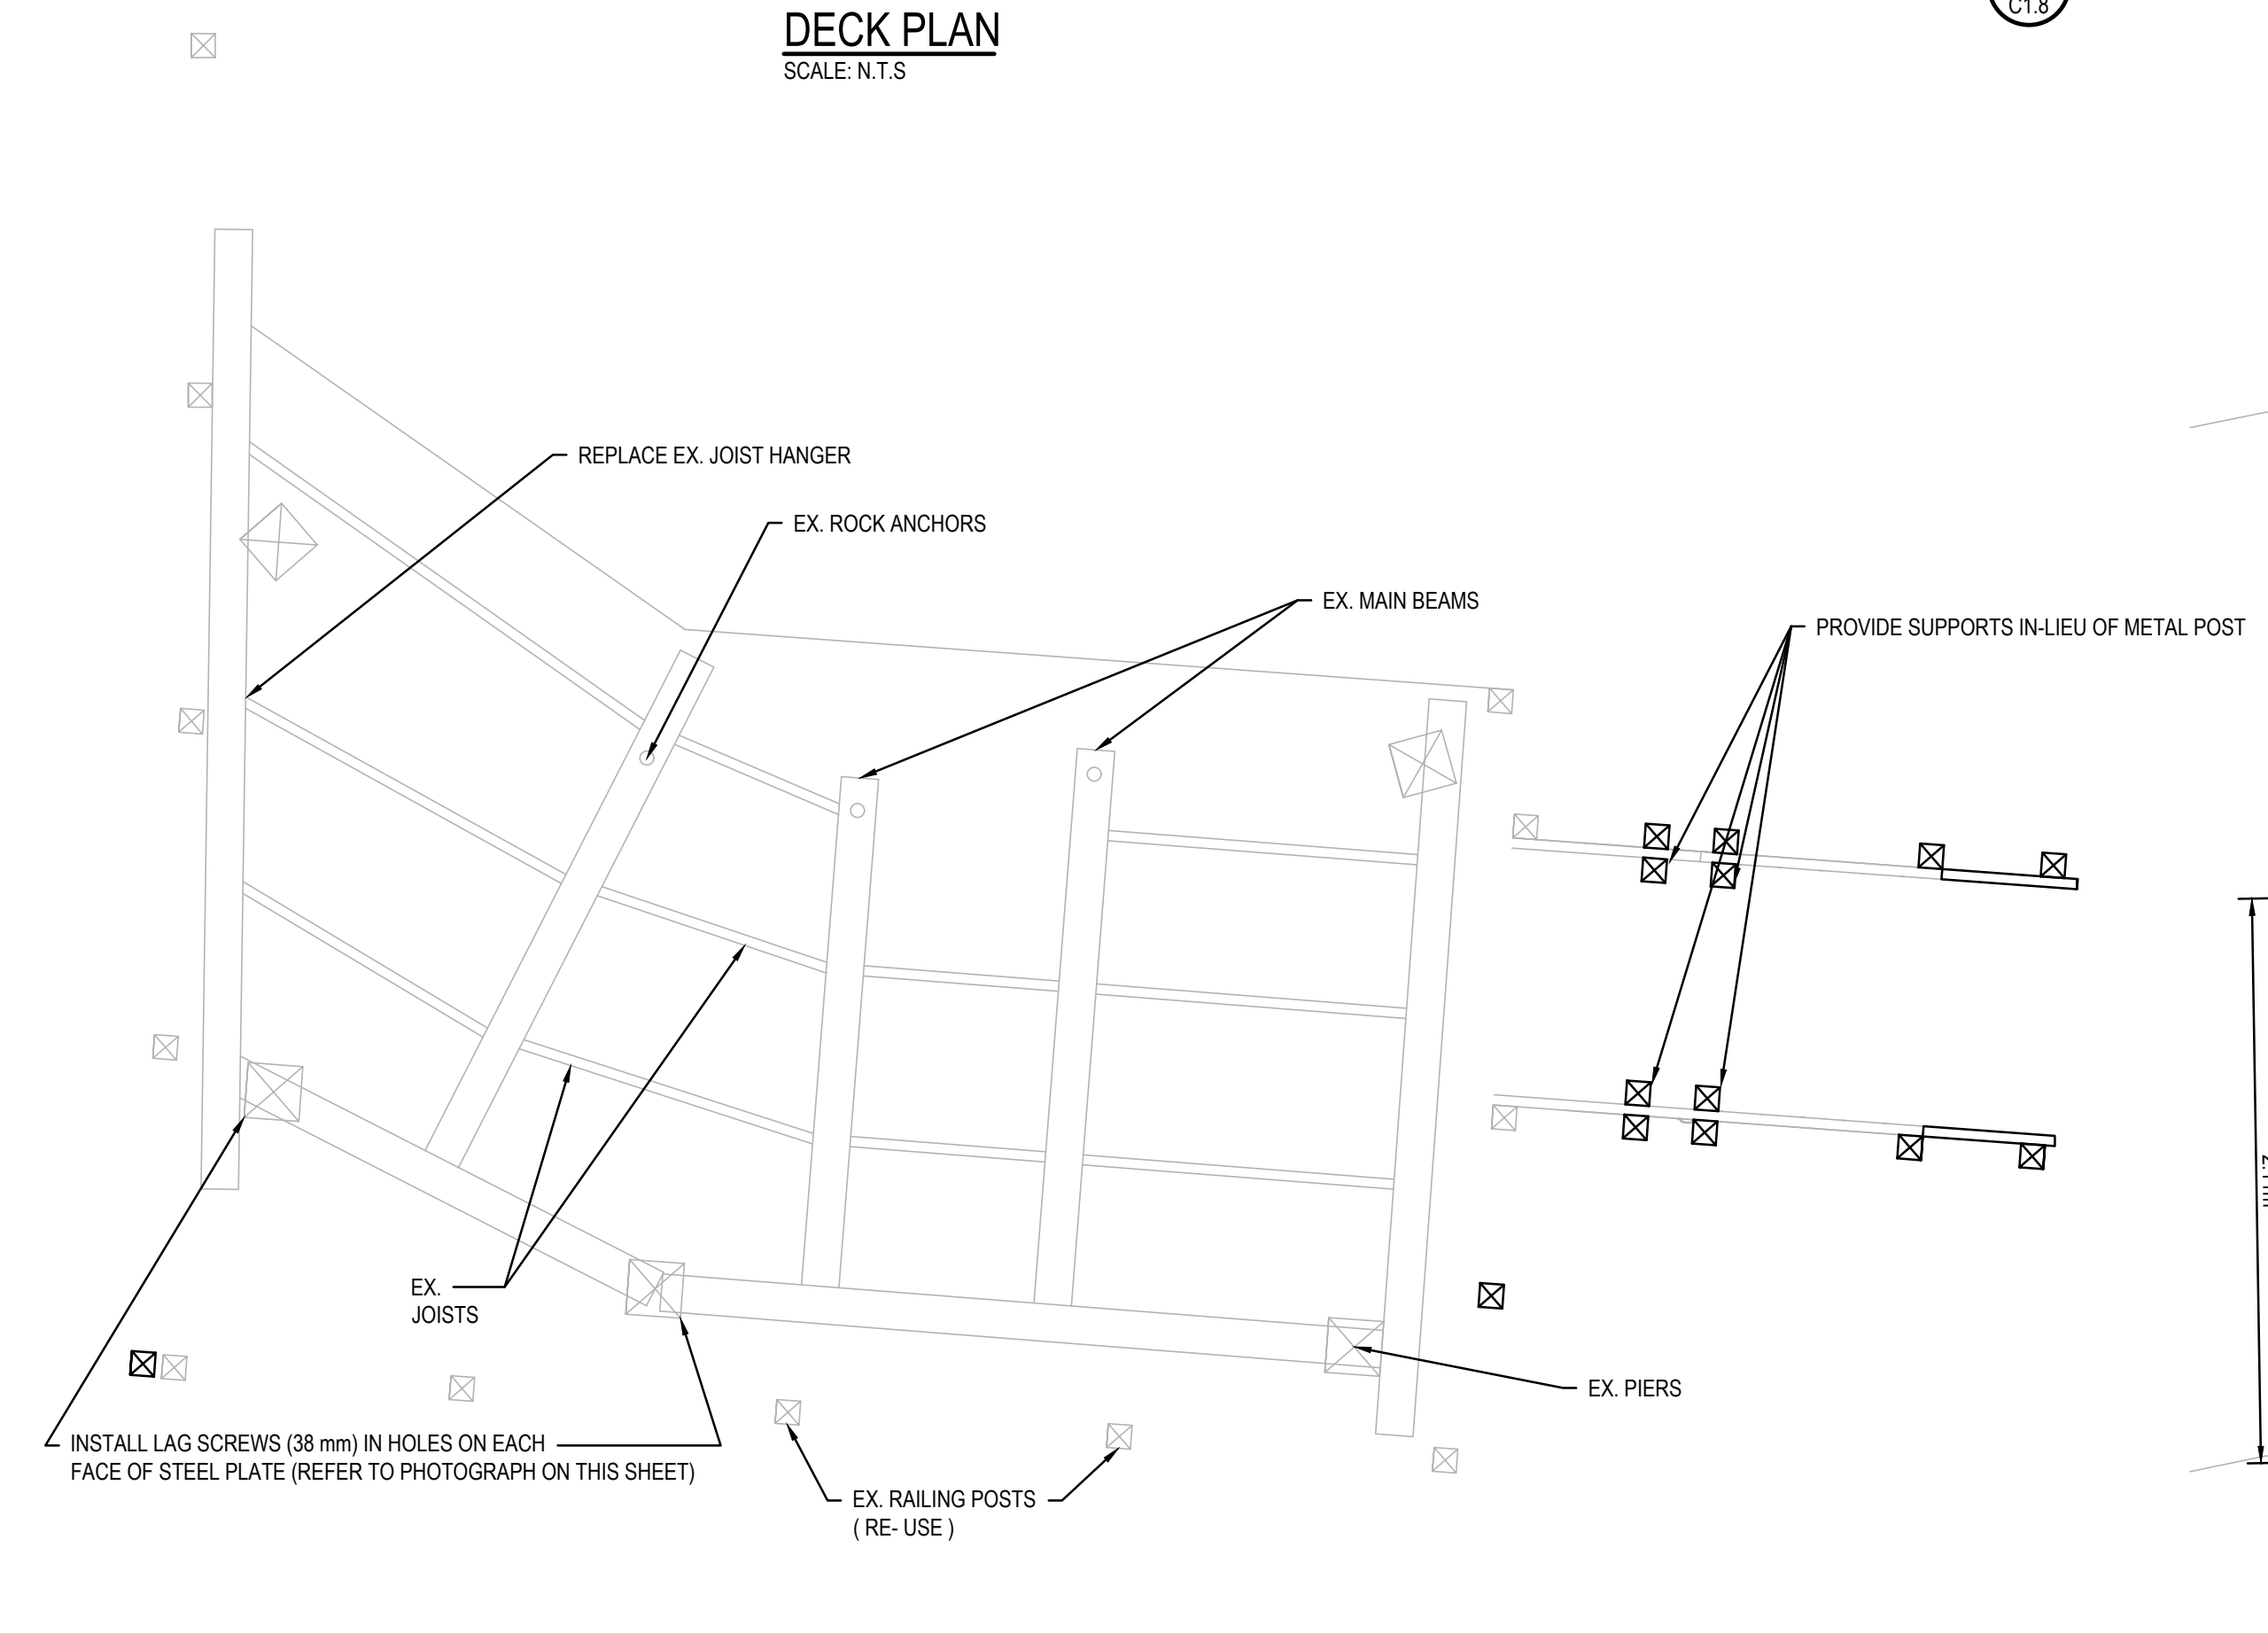 C1.8
DECK PLAN
SCALE: N.T.S
REPLACE EX. JOIST HANGER
EX. ROCK ANCHORS
EX. MAIN BEAMS
PROVIDE SUPPORTS IN-LIEU OF METAL POST
EX.
JOISTS
EX. PIERS
INSTALL LAG SCREWS (38 mm) IN HOLES ON EACH
FACE OF STEEL PLATE (REFER TO PHOTOGRAPH ON THIS SHEET)
EX. RAILING POSTS
( RE- USE )